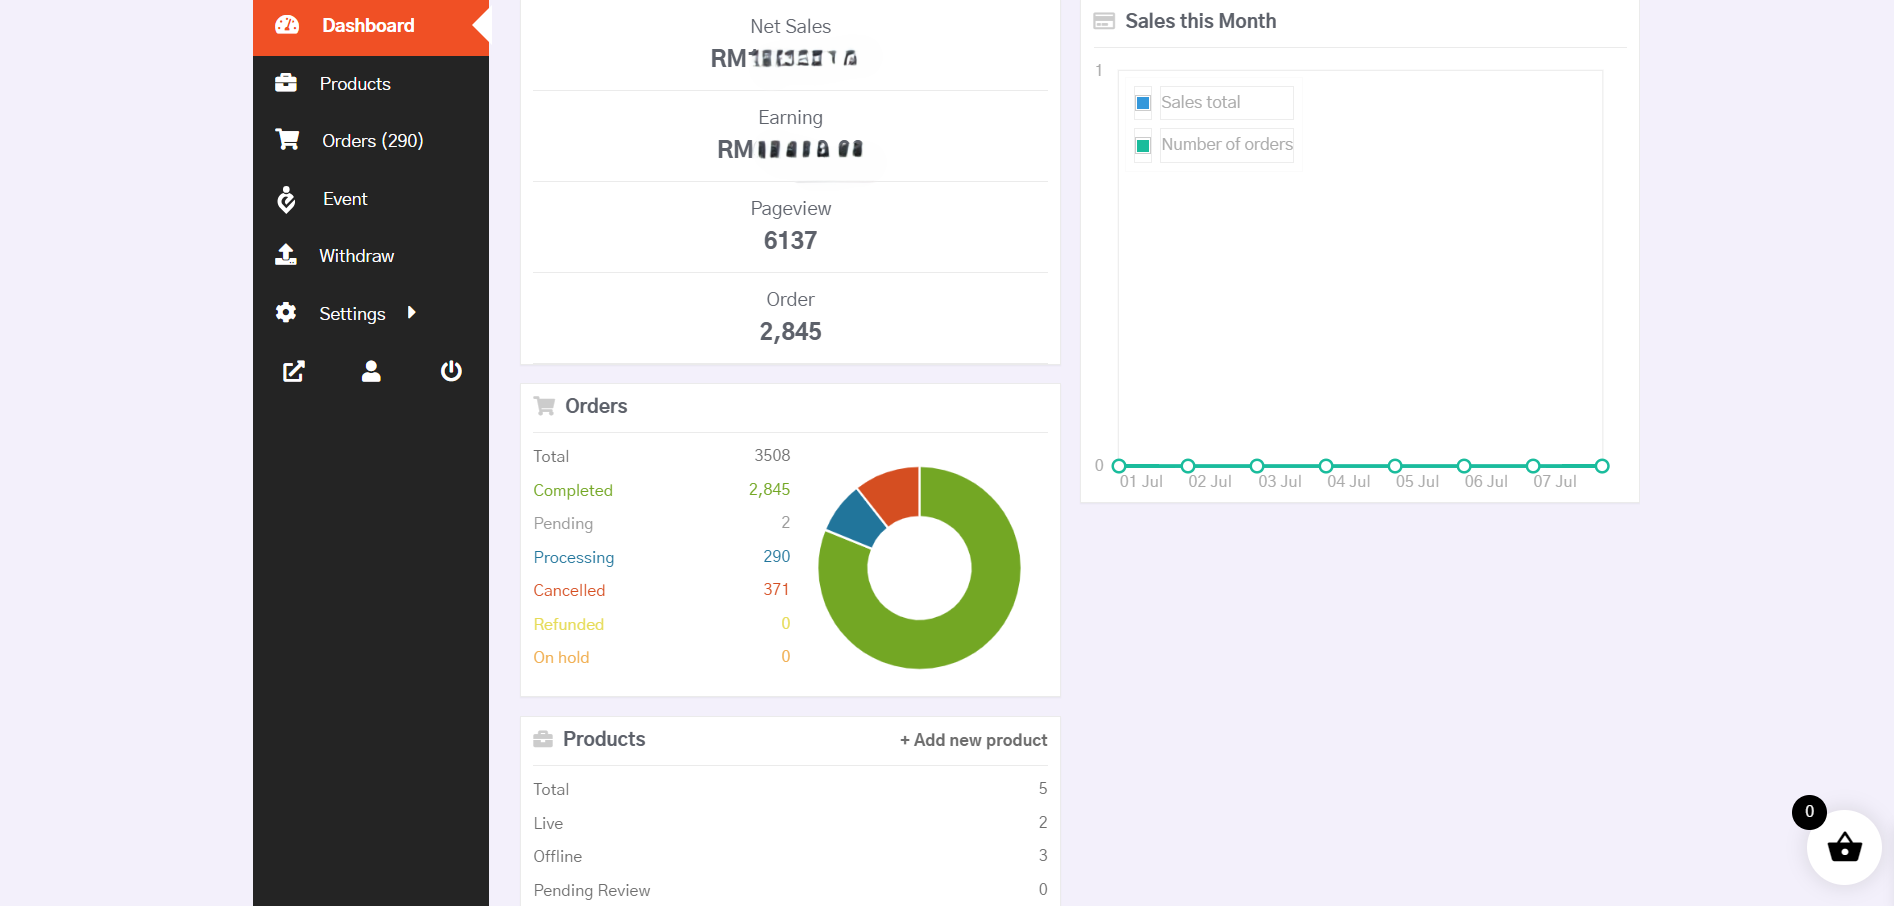 Dashboard
Products
Orders (290)
Event
Withdraw
Settings
Net Sales
RM
Earning
RM
Pageview
6137
Order
2,845
Orders
Total 3508
Completed 2,845
Pending 2
Processing 290
Cancelled 371
Refunded 0
On hold 0
Products + Add new product
Total 5
Live 2
Offline 3
Pending Review 0
Sales this Month
1
Sales total
Number of orders
0
01 Jul 02 Jul 03 Jul 04 Jul 05 Jul 06 Jul 07 Jul
0